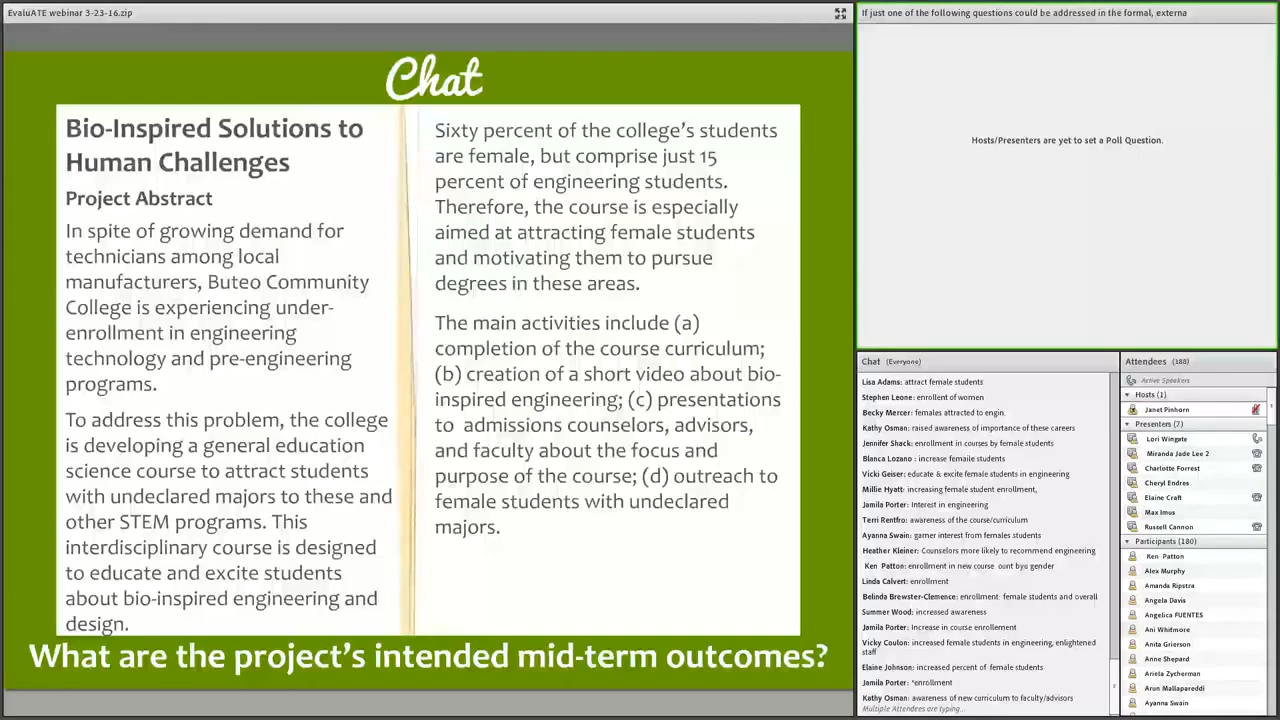 EvaluATE webinar 3-23-16.zip
Chat
Bio-Inspired Solutions to
Human Challenges
Project Abstract
In spite of growing demand for
technicians among local
manufacturers, Buteo Community
College is experiencing under-
enrollment in engineering
technology and pre-engineering
programs.
To address this problem, the college
is developing a general education
science course to attract students
with undeclared majors to these and
other STEM programs. This
interdisciplinary course is designed
to educate and excite students
about bio-inspired engineering and
design.
Sixty percent of the college's students
are female, but comprise just 15
percent of engineering students.
Therefore, the course is especially
aimed at attracting female students
and motivating them to pursue
degrees in these areas.
The main activities include (a)
completion of the course curriculum;
(b) creation of a short video about bio-
inspired engineering; (c) presentations
to admissions counselors, advisors,
and faculty about the focus and
purpose of the course; (d) outreach to
female students with undeclared
majors.
What are the project's intended mid-term outcomes?
If just one of the following questions could be addressed in the formal, externa
Hosts/Presenters are yet to set a Poll Question.
Chat (Everyone)
Lisa Adams: attract female students
Stephen Leone: enrollent of women
Becky Mercer: females attracted to engin.
Kathy Osman: raised awareness of importance of these careers
Jennifer Shack: enrollment in courses by female students
Blanca Lozano : increase femaile students
Vicki Geiser: educate & excite female students in engineering
Millie Hyatt: increasing female student enrollment,
Jamila Porter: Interest in engineering
Terri Rentfro: awareness of the course/curriculum
Ayanna Swain: garner interest from females students
Heather Kleiner: Counselors more likely to recommend engineering
Ken Patton: enrollment in new course ount byu gender
Linda Calvert: enrollment
Belinda Brewster-Clemence: enrollment: female students and overall
Summer Wood: increased awareness
Jamila Porter: Increase in course enrollement
Vicky Coulon: increased female students in engineering, enlightened
staff
Elaine Johnson: increased percent of female students
Jamila Porter: *enrollment
Kathy Osman: awareness of new curriculum to faculty/advisors
Multiple Attendees are typing...
Attendees (188)
Active Speakers
Hosts (1)
Janet Pinhorn
Presenters (7)
Lori Wingate
Miranda Jade Lee 2
Charlotte Forrest
Cheryl Endres
Elaine Craft
Max Imus
Russell Cannon
Participants (180)
Ken Patton
Alex Murphy
Amanda Ripstra
Angela Davis
Angelica FUENTES
Ani Whitmore
Anita Grierson
Anne Shepard
Ariela Zycherman
Arun Mallapareddi
Ayanna Swain